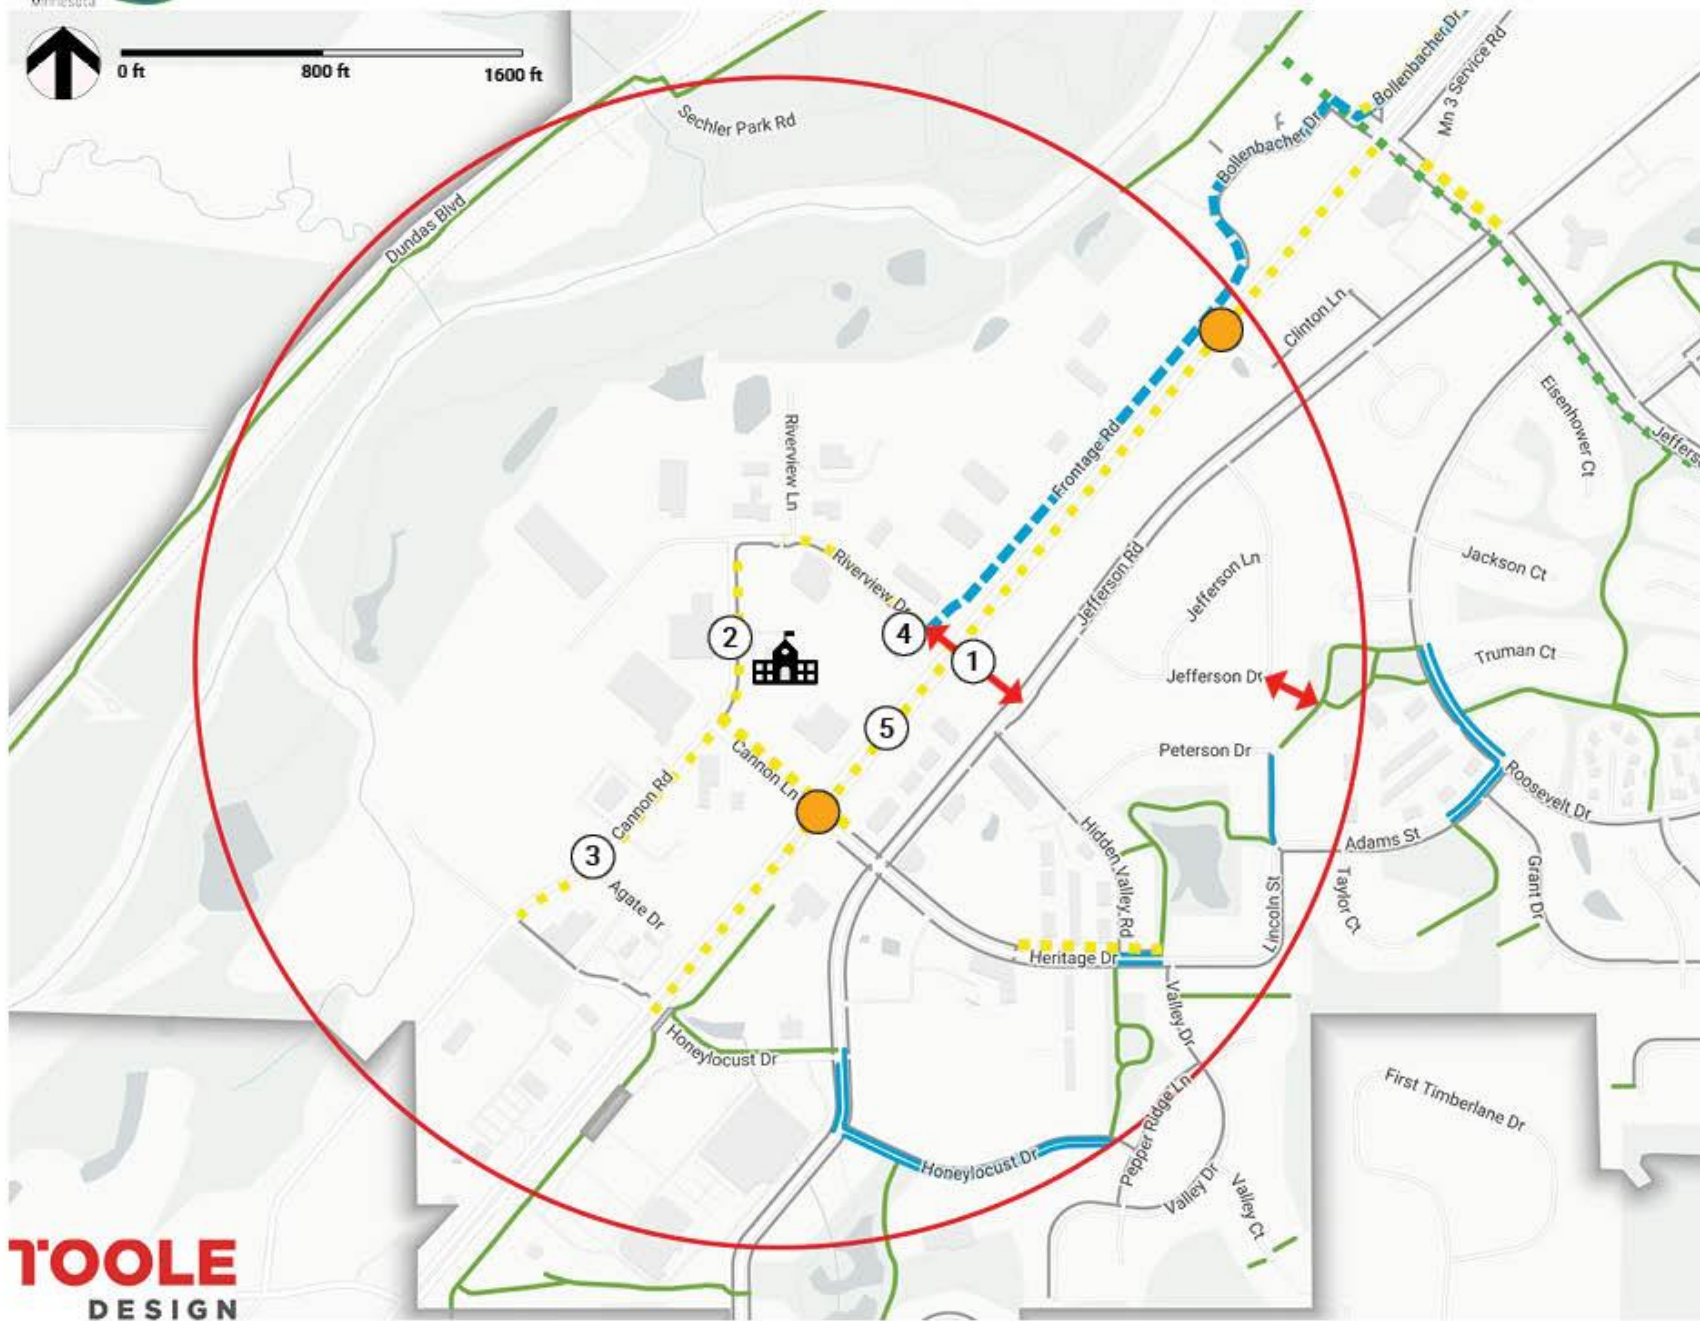 Minnesota
0 ft
800 ft
1600 ft
Bollenbacher Dr
Mn 3 Service Rd
Sechler Park Rd
Bollenbacher Dr
Dundas Blvd
Clinton Ln
Eisenhower Ct
Riverview Ln
Frontage Rd
Jefferson Rd
Jackson Ct
Riverview Dr
Jefferson Ln
2
4
1
Truman Ct
Jefferson Dr
5
Peterson Dr
Cannon Ln
Cannon Rd
Roosevelt Dr
3
Hidden Valley Rd
Adams St
Agate Dr
Lincoln St
Taylor Ct
Grant Dr
Heritage Dr
Valley Dr
Honeylocust Dr
First Timberlane Dr
Pepper Ridge Ln
Honeylocust Dr
Valley Dr
Valley Ct
TOOLE
DESIGN